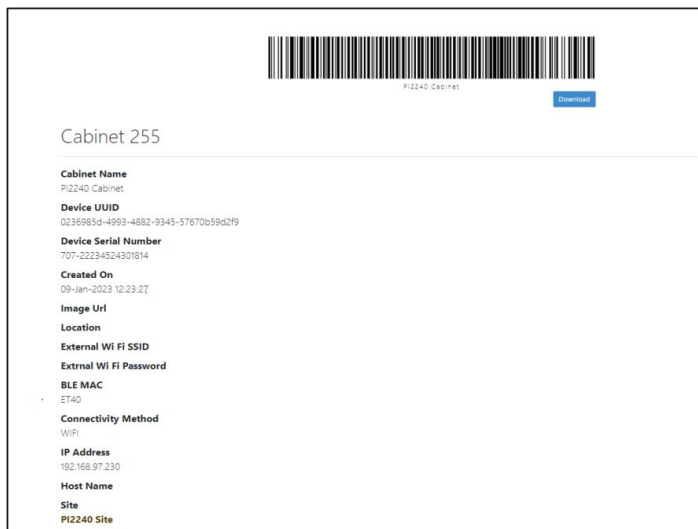 PI2240 Cabinet
Download
Cabinet 255
Cabinet Name
PI2240 Cabinet
Device UUID
0236985d-4993-4882-9345-57670b59d2f9
Device Serial Number
707-22234524301814
Created On
09-Jan-2023 12:23:27
Image Url
Location
External Wi Fi SSID
Extrnal Wi Fi Password
BLE MAC
ET40
Connectivity Method
WIFI
IP Address
192.168.97.230
Host Name
Site
PI2240 Site